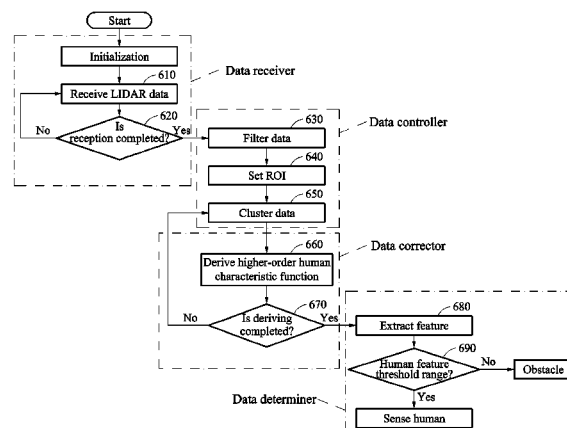 Start
Initialization
610
Receive LIDAR data
Data receiver
620
Is
reception completed?
No
Yes
630
Filter data
Data controller
640
Set ROI
650
Cluster data
660
Derive higher-order human
characteristic function
Data corrector
670
Is deriving
completed?
No
Yes
680
Extract feature
690
Human feature
threshold range?
No
Obstacle
Yes
Data determiner
Sense human